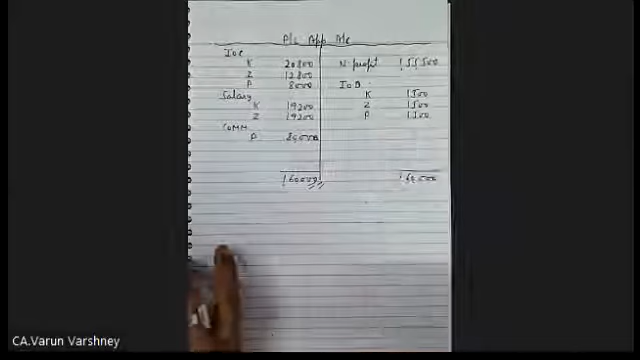 P/L App A/c
IOC
K 20800
Z 12800
P 8000
Salary
K 19200
Z 19200
Comm.
P
160000
N. profit 155500
IOD
K 1500
Z 1500
P 1500
160000
CA.Varun Varshney